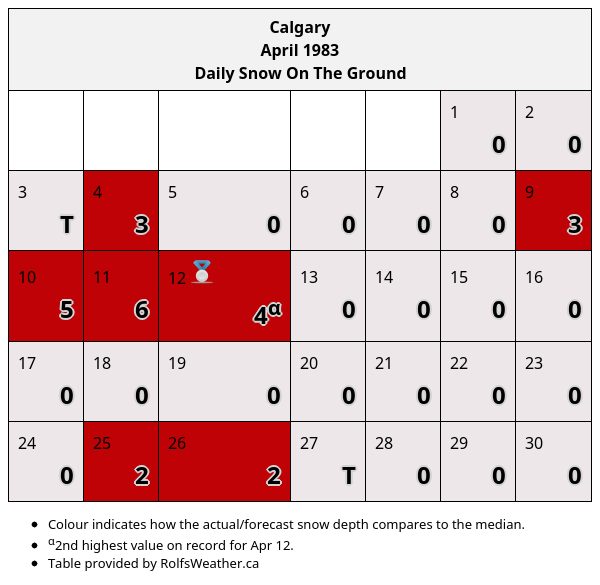 Calgary
April 1983
Daily Snow On The Ground
1 2
0 0
3 4 5 6 7 8 9
T 3 0 0 0 0 3
10 11 12 13 14 15 16
5 6 4α 0 0 0 0
17 18 19 20 21 22 23
0 0 0 0 0 0 0
24 25 26 27 28 29 30
0 2 2 T 0 0 0
• Colour indicates how the actual/forecast snow depth compares to the median.
• α2nd highest value on record for Apr 12.
• Table provided by RolfsWeather.ca